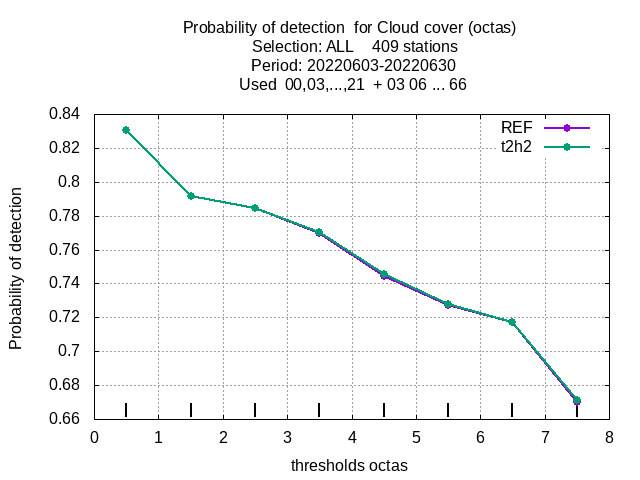 Probability of detection  for Cloud cover (octas)
Selection: ALL    409 stations
Period: 20220603-20220630
Used  00,03,...,21  + 03 06 ... 66
REF
t2h2
0.84
0.82
0.8
0.78
0.76
0.74
0.72
0.7
0.68
0.66
Probability of detection
0 1 2 3 4 5 6 7 8
thresholds octas